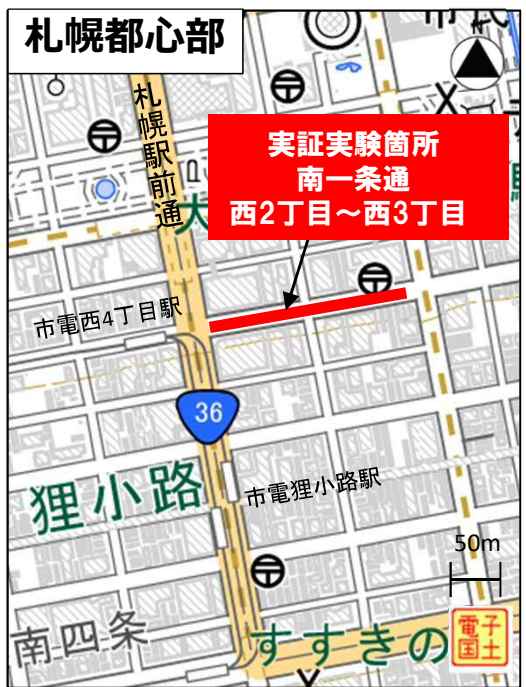 札幌都心部
市民
札幌駅前通
実証実験箇所
南一条通
西2丁目～西3丁目
大
市電西4丁目駅
36
狸小路
市電狸小路駅
50m
南四条
すすきの
電子
国土